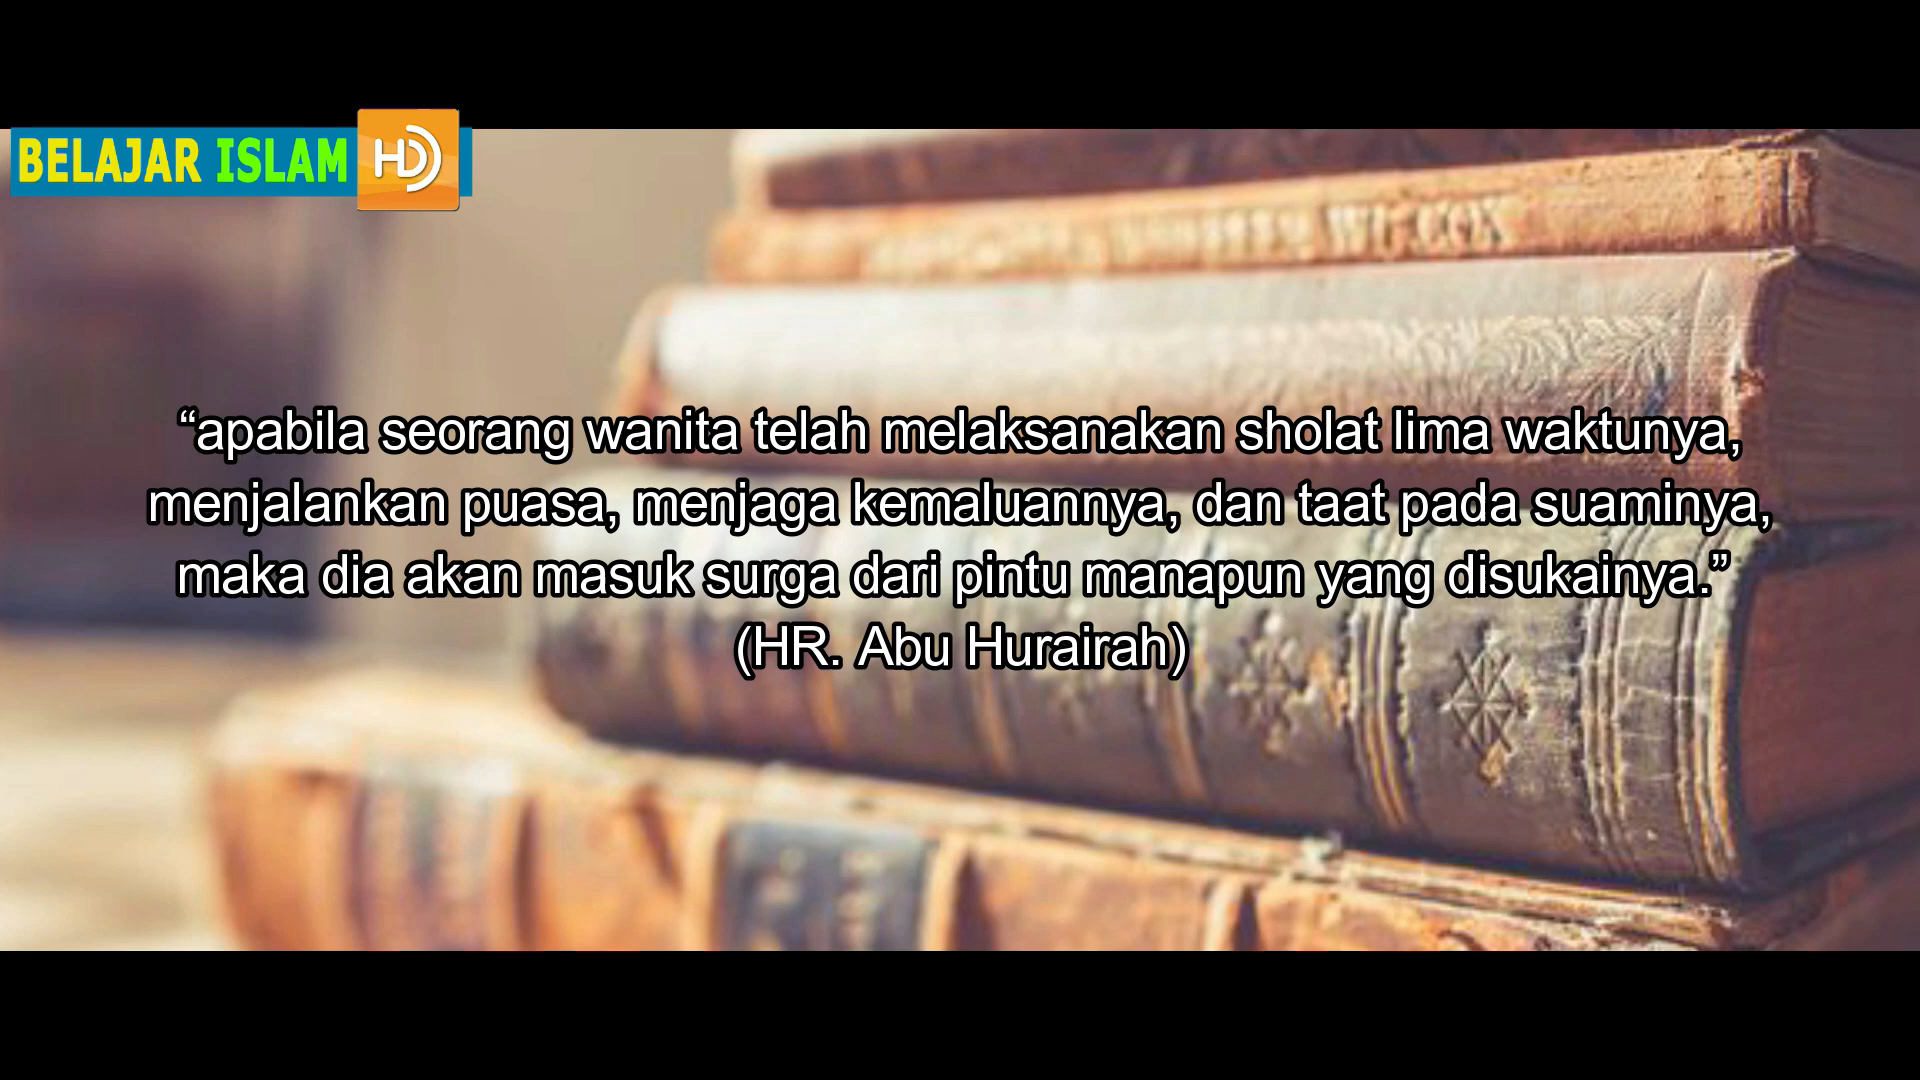 BELAJAR ISLAM HD
“apabila seorang wanita telah melaksanakan sholat lima waktunya,
menjalankan puasa, menjaga kemaluannya, dan taat pada suaminya,
maka dia akan masuk surga dari pintu manapun yang disukainya.”
(HR. Abu Hurairah)